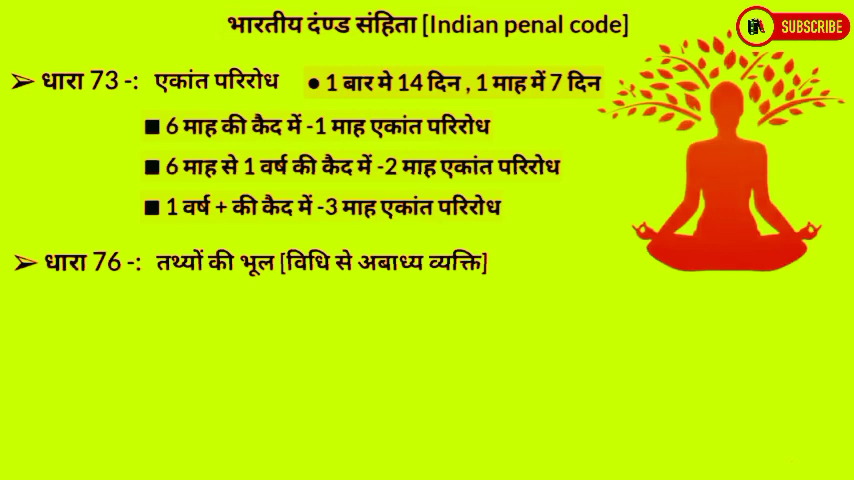 भारतीय दंण्ड संहिता [Indian penal code]
SUBSCRIBE
➢ धारा 73 -: एकांत परिरोध ● 1 बार मे 14 दिन , 1 माह में 7 दिन
■ 6 माह की कैद में -1 माह एकांत परिरोध
■ 6 माह से 1 वर्ष की कैद में -2 माह एकांत परिरोध
■ 1 वर्ष + की कैद में -3 माह एकांत परिरोध
➢ धारा 76 -: तथ्यों की भूल [विधि से अबाध्य व्यक्ति]